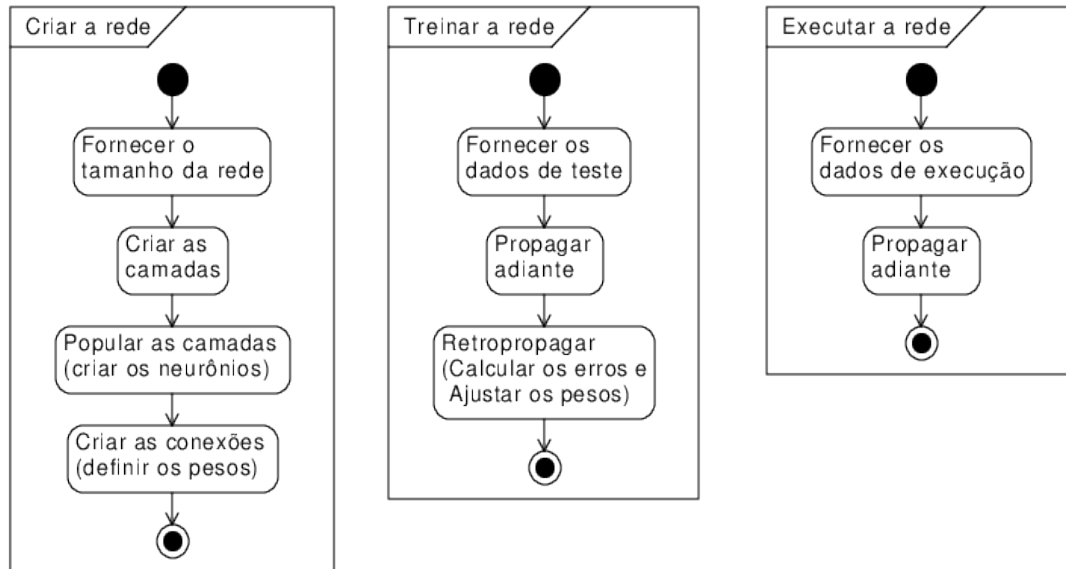 Criar a rede
Fornecer o
tamanho da rede
Criar as
camadas
Popular as camadas
(criar os neurônios)
Criar as conexões
(definir os pesos)
Treinar a rede
Fornecer os
dados de teste
Propagar
adiante
Retropropagar
(Calcular os erros e
Ajustar os pesos)
Executar a rede
Fornecer os
dados de execução
Propagar
adiante